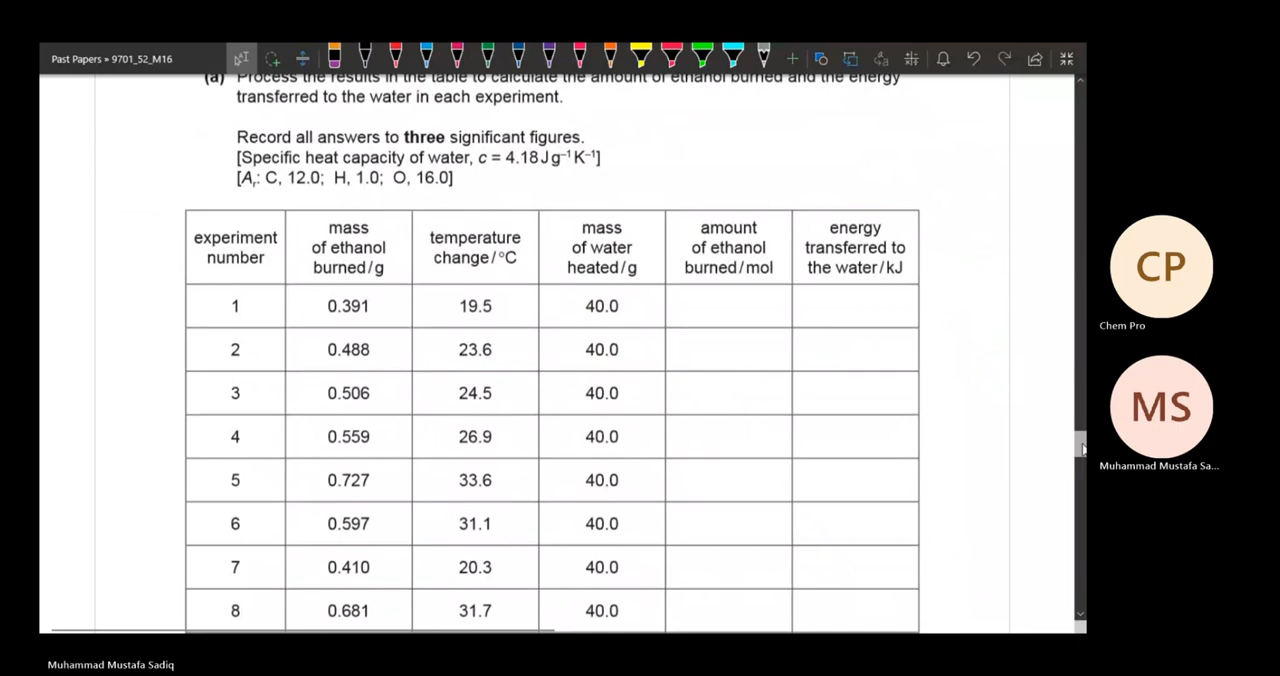 Past Papers » 9701_52_M16
(a) Process the results in the table to calculate the amount of ethanol burned and the energy
transferred to the water in each experiment.
Record all answers to three significant figures.
[Specific heat capacity of water, c = 4.18 J g⁻¹ K⁻¹]
[Aᵣ: C, 12.0; H, 1.0; O, 16.0]
experiment number	mass of ethanol burned / g	temperature change / °C	mass of water heated / g	amount of ethanol burned / mol	energy transferred to the water / kJ
1	0.391	19.5	40.0
2	0.488	23.6	40.0
3	0.506	24.5	40.0
4	0.559	26.9	40.0
5	0.727	33.6	40.0
6	0.597	31.1	40.0
7	0.410	20.3	40.0
8	0.681	31.7	40.0
CP
Chem Pro
MS
Muhammad Mustafa Sa...
Muhammad Mustafa Sadiq